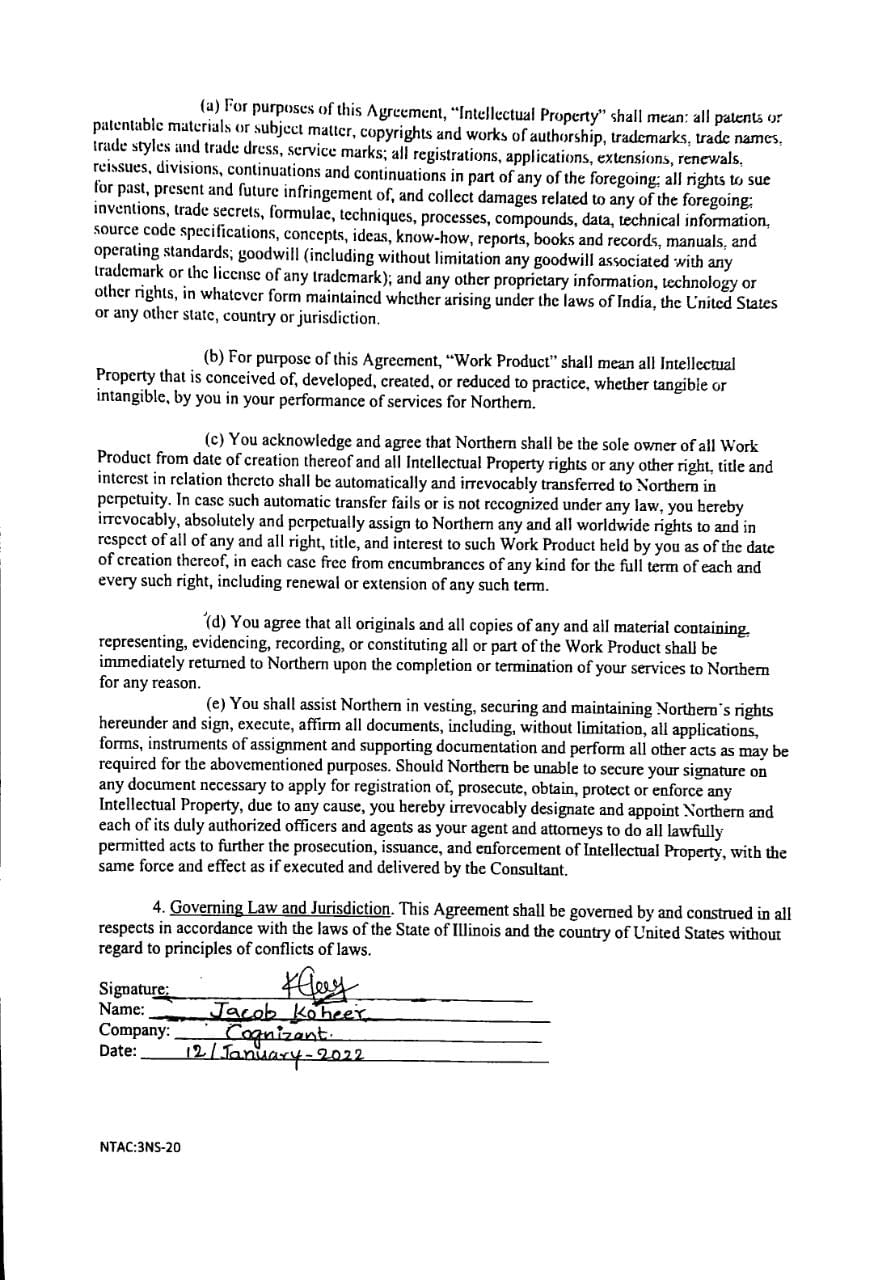 (a) For purposes of this Agreement, “Intellectual Property” shall mean: all patents or
patentable materials or subject matter, copyrights and works of authorship, trademarks, trade names,
trade styles and trade dress, service marks; all registrations, applications, extensions, renewals,
reissues, divisions, continuations and continuations in part of any of the foregoing; all rights to sue
for past, present and future infringement of, and collect damages related to any of the foregoing;
inventions, trade secrets, formulae, techniques, processes, compounds, data, technical information,
source code specifications, concepts, ideas, know-how, reports, books and records, manuals, and
operating standards; goodwill (including without limitation any goodwill associated with any
trademark or the license of any trademark); and any other proprietary information, technology or
other rights, in whatever form maintained whether arising under the laws of India, the United States
or any other state, country or jurisdiction.
(b) For purpose of this Agreement, “Work Product” shall mean all Intellectual
Property that is conceived of, developed, created, or reduced to practice, whether tangible or
intangible, by you in your performance of services for Northern.
(c) You acknowledge and agree that Northern shall be the sole owner of all Work
Product from date of creation thereof and all Intellectual Property rights or any other right, title and
interest in relation thereto shall be automatically and irrevocably transferred to Northern in
perpetuity. In case such automatic transfer fails or is not recognized under any law, you hereby
irrevocably, absolutely and perpetually assign to Northern any and all worldwide rights to and in
respect of all of any and all right, title, and interest to such Work Product held by you as of the date
of creation thereof, in each case free from encumbrances of any kind for the full term of each and
every such right, including renewal or extension of any such term.
(d) You agree that all originals and all copies of any and all material containing,
representing, evidencing, recording, or constituting all or part of the Work Product shall be
immediately returned to Northern upon the completion or termination of your services to Northern
for any reason.
(e) You shall assist Northern in vesting, securing and maintaining Northern's rights
hereunder and sign, execute, affirm all documents, including, without limitation, all applications,
forms, instruments of assignment and supporting documentation and perform all other acts as may be
required for the abovementioned purposes. Should Northern be unable to secure your signature on
any document necessary to apply for registration of, prosecute, obtain, protect or enforce any
Intellectual Property, due to any cause, you hereby irrevocably designate and appoint Northern and
each of its duly authorized officers and agents as your agent and attorneys to do all lawfully
permitted acts to further the prosecution, issuance, and enforcement of Intellectual Property, with the
same force and effect as if executed and delivered by the Consultant.
4. Governing Law and Jurisdiction. This Agreement shall be governed by and construed in all
respects in accordance with the laws of the State of Illinois and the country of United States without
regard to principles of conflicts of laws.
Signature:
Name: Jacob Koheer
Company: Cognizant.
Date: 12/January-2022
NTAC:3NS-20